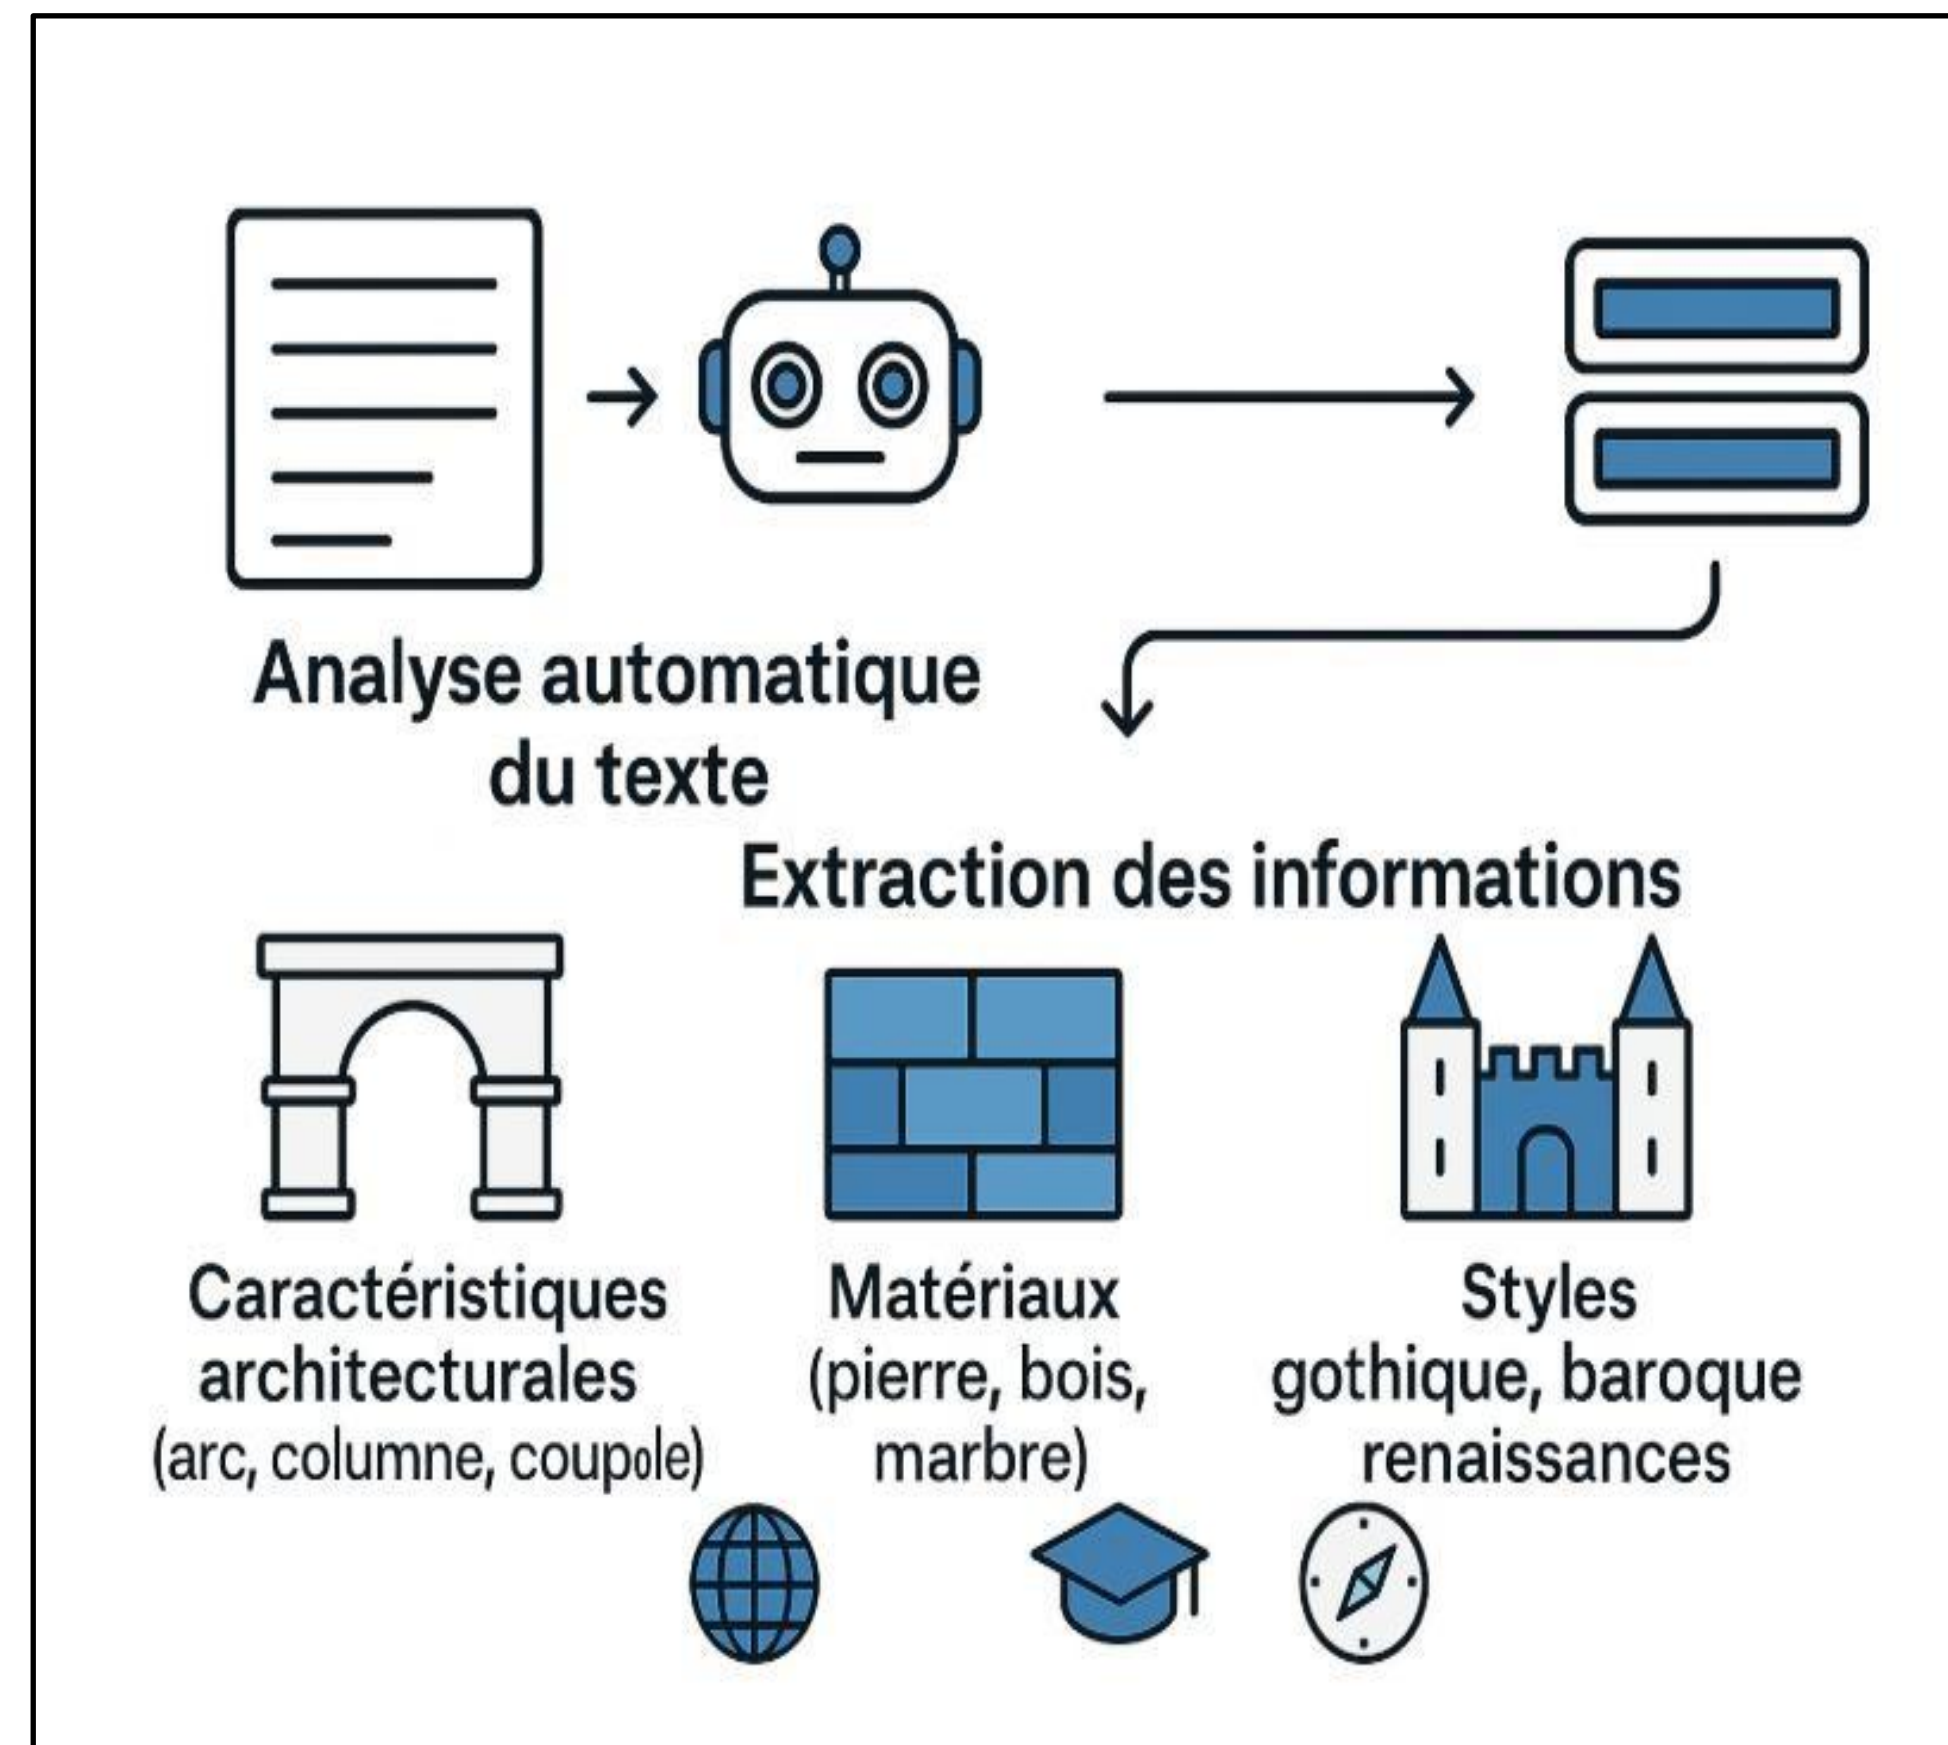 Analyse automatique
du texte
Extraction des informations
Caractéristiques
architecturales
(arc, columne, coupole)
Matériaux
(pierre, bois,
marbre)
Styles
gothique, baroque
renaissances